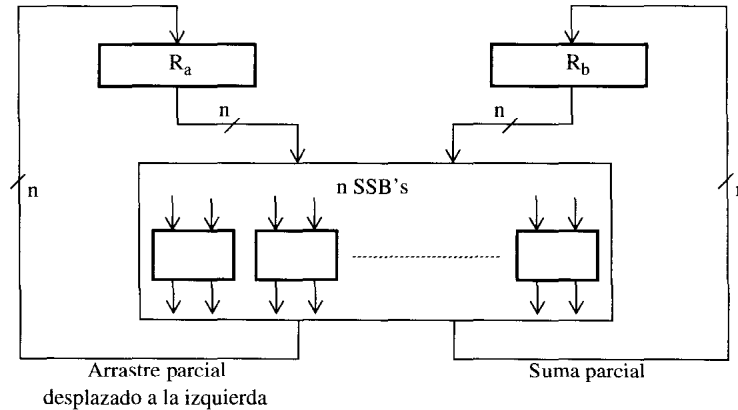 Ra
Rb
n
n
n SSB's
n
Arrastre parcial
desplazado a la izquierda
Suma parcial